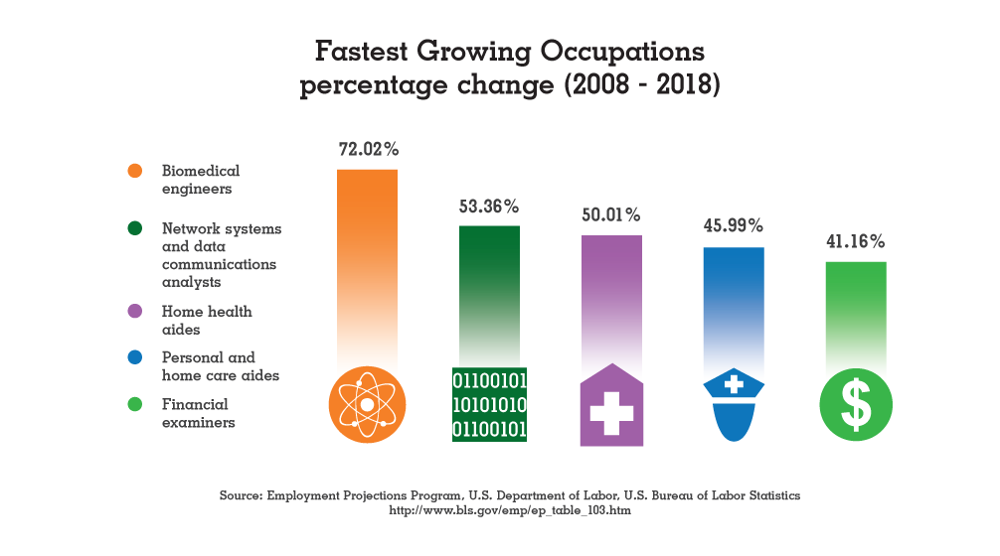 Fastest Growing Occupations
percentage change (2008 - 2018)
Biomedical
engineers
Network systems
and data
communications
analysts
Home health
aides
Personal and
home care aides
Financial
examiners
72.02%
53.36%
50.01%
45.99%
41.16%
01100101
10101010
01100101
$
Source: Employment Projections Program, U.S. Department of Labor, U.S. Bureau of Labor Statistics
http://www.bls.gov/emp/ep_table_103.htm